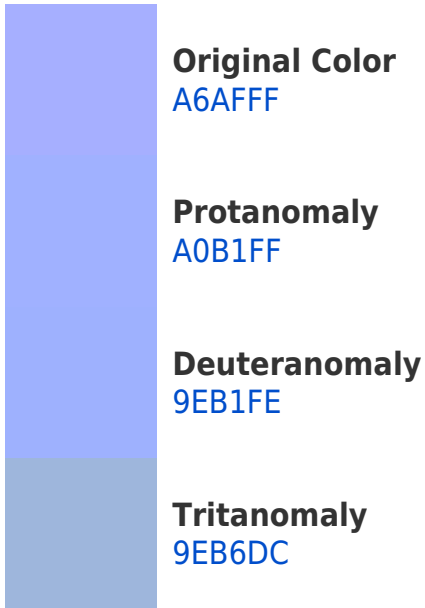 Original Color
A6AFFF
Protanomaly
A0B1FF
Deuteranomaly
9EB1FE
Tritanomaly
9EB6DC